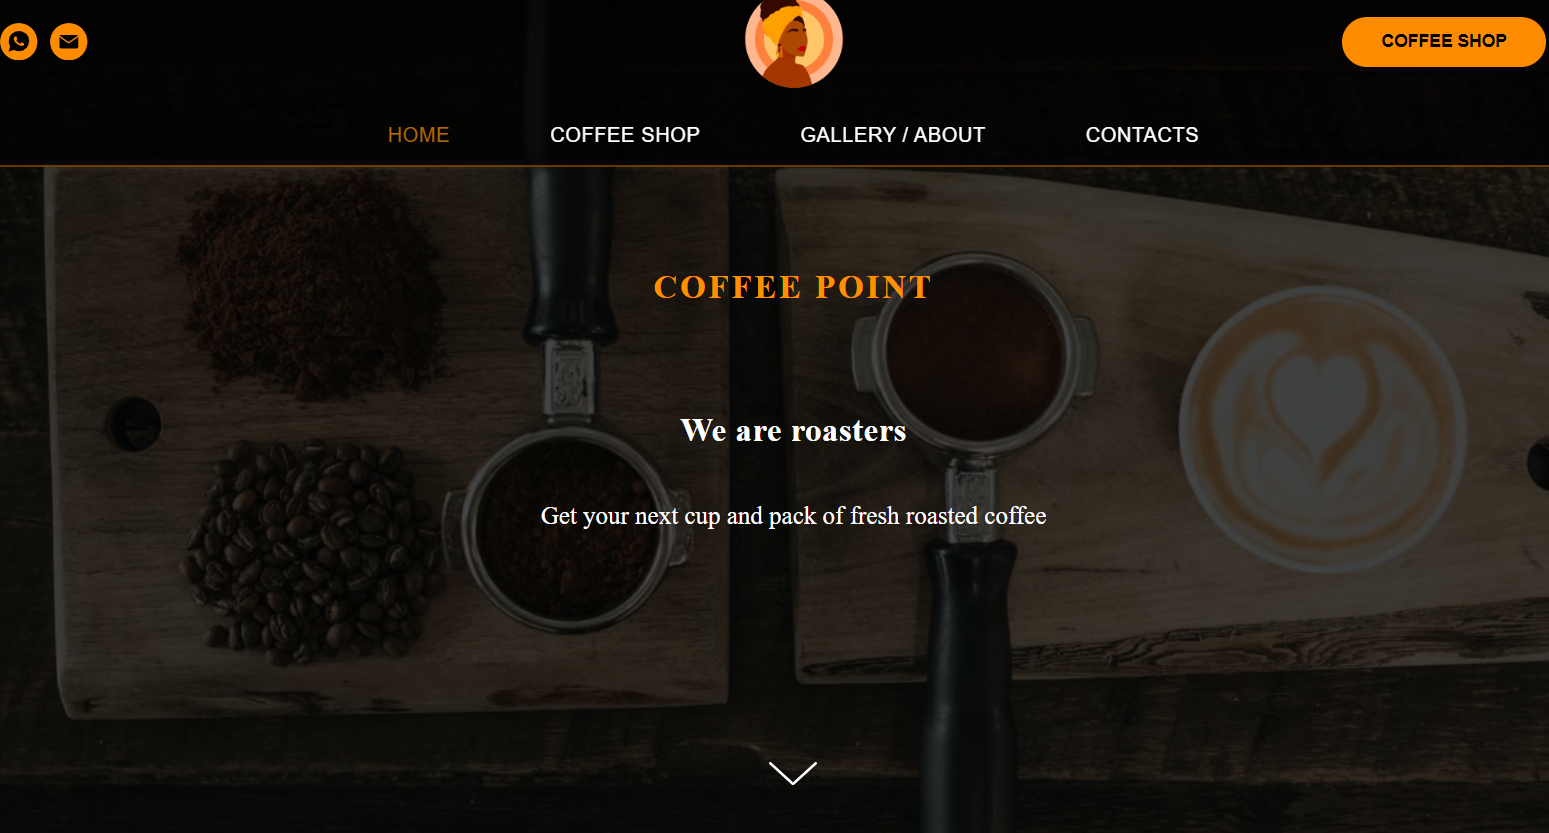 COFFEE SHOP
HOME
COFFEE SHOP
GALLERY / ABOUT
CONTACTS
COFFEE POINT
We are roasters
Get your next cup and pack of fresh roasted coffee